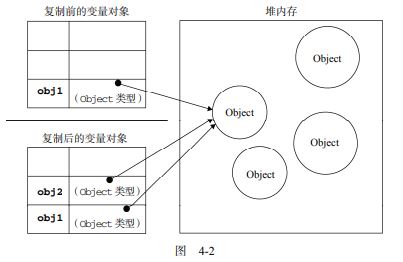 复制前的变量对象
obj1
(Object 类型)
复制后的变量对象
obj2
(Object 类型)
obj1
(Object 类型)
堆内存
Object
Object
Object
Object
图 4-2